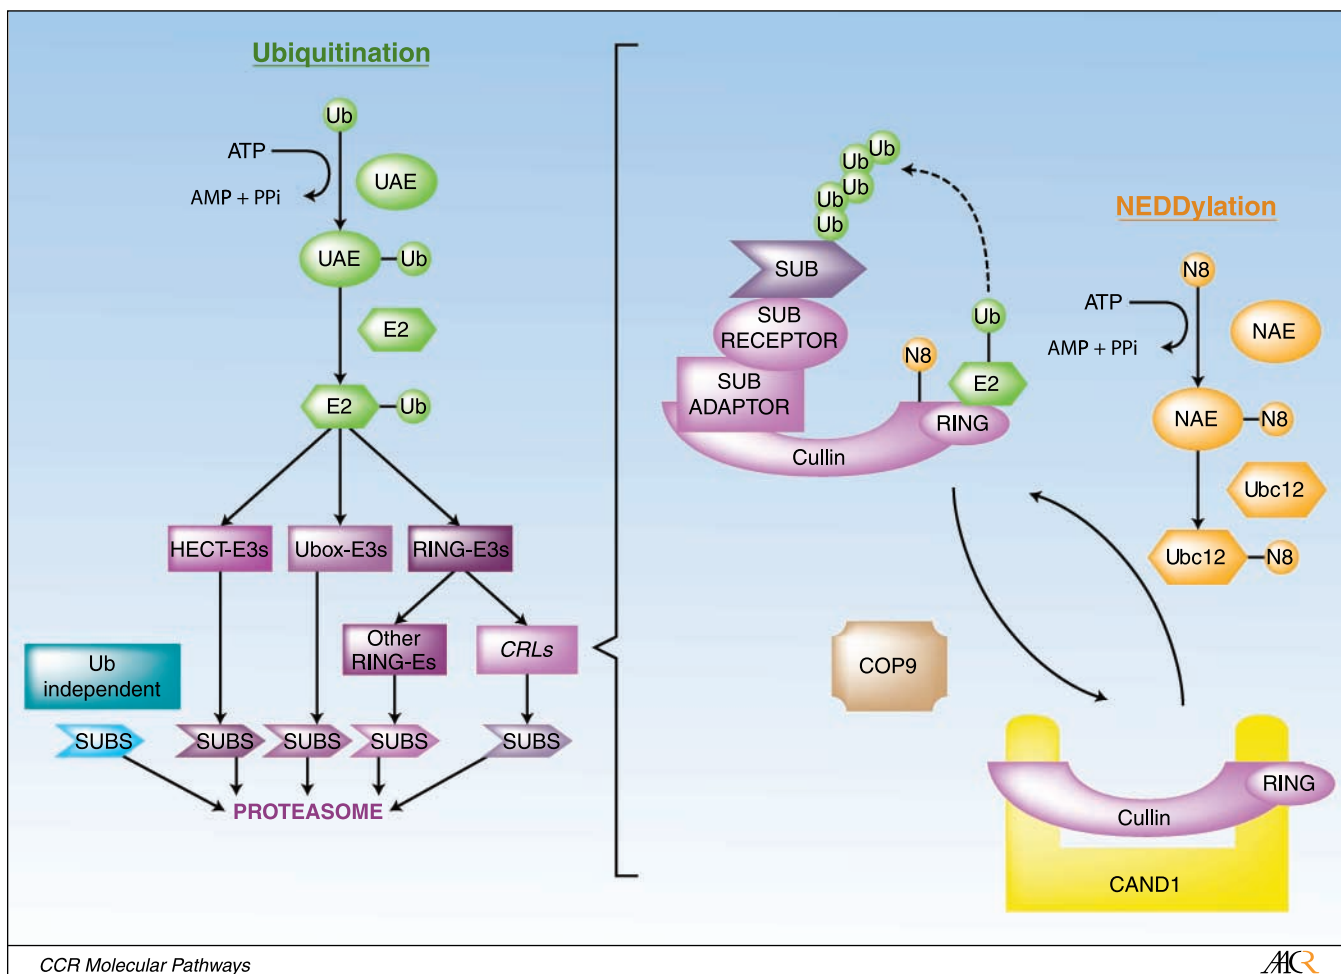 Ubiquitination
Ub
ATP
UAE
AMP + PPi
UAE
Ub
E2
E2
Ub
HECT-E3s
Ubox-E3s
RING-E3s
Other
RING-Es
CRLs
Ub
independent
SUBS
SUBS
SUBS
SUBS
SUBS
PROTEASOME
Ub
Ub
Ub
Ub
Ub
SUB
SUB
RECEPTOR
SUB
ADAPTOR
N8
Ub
E2
RING
Cullin
NEDDylation
N8
ATP
NAE
AMP + PPi
NAE
N8
Ubc12
Ubc12
N8
COP9
RING
Cullin
CAND1
CCR Molecular Pathways
AACR